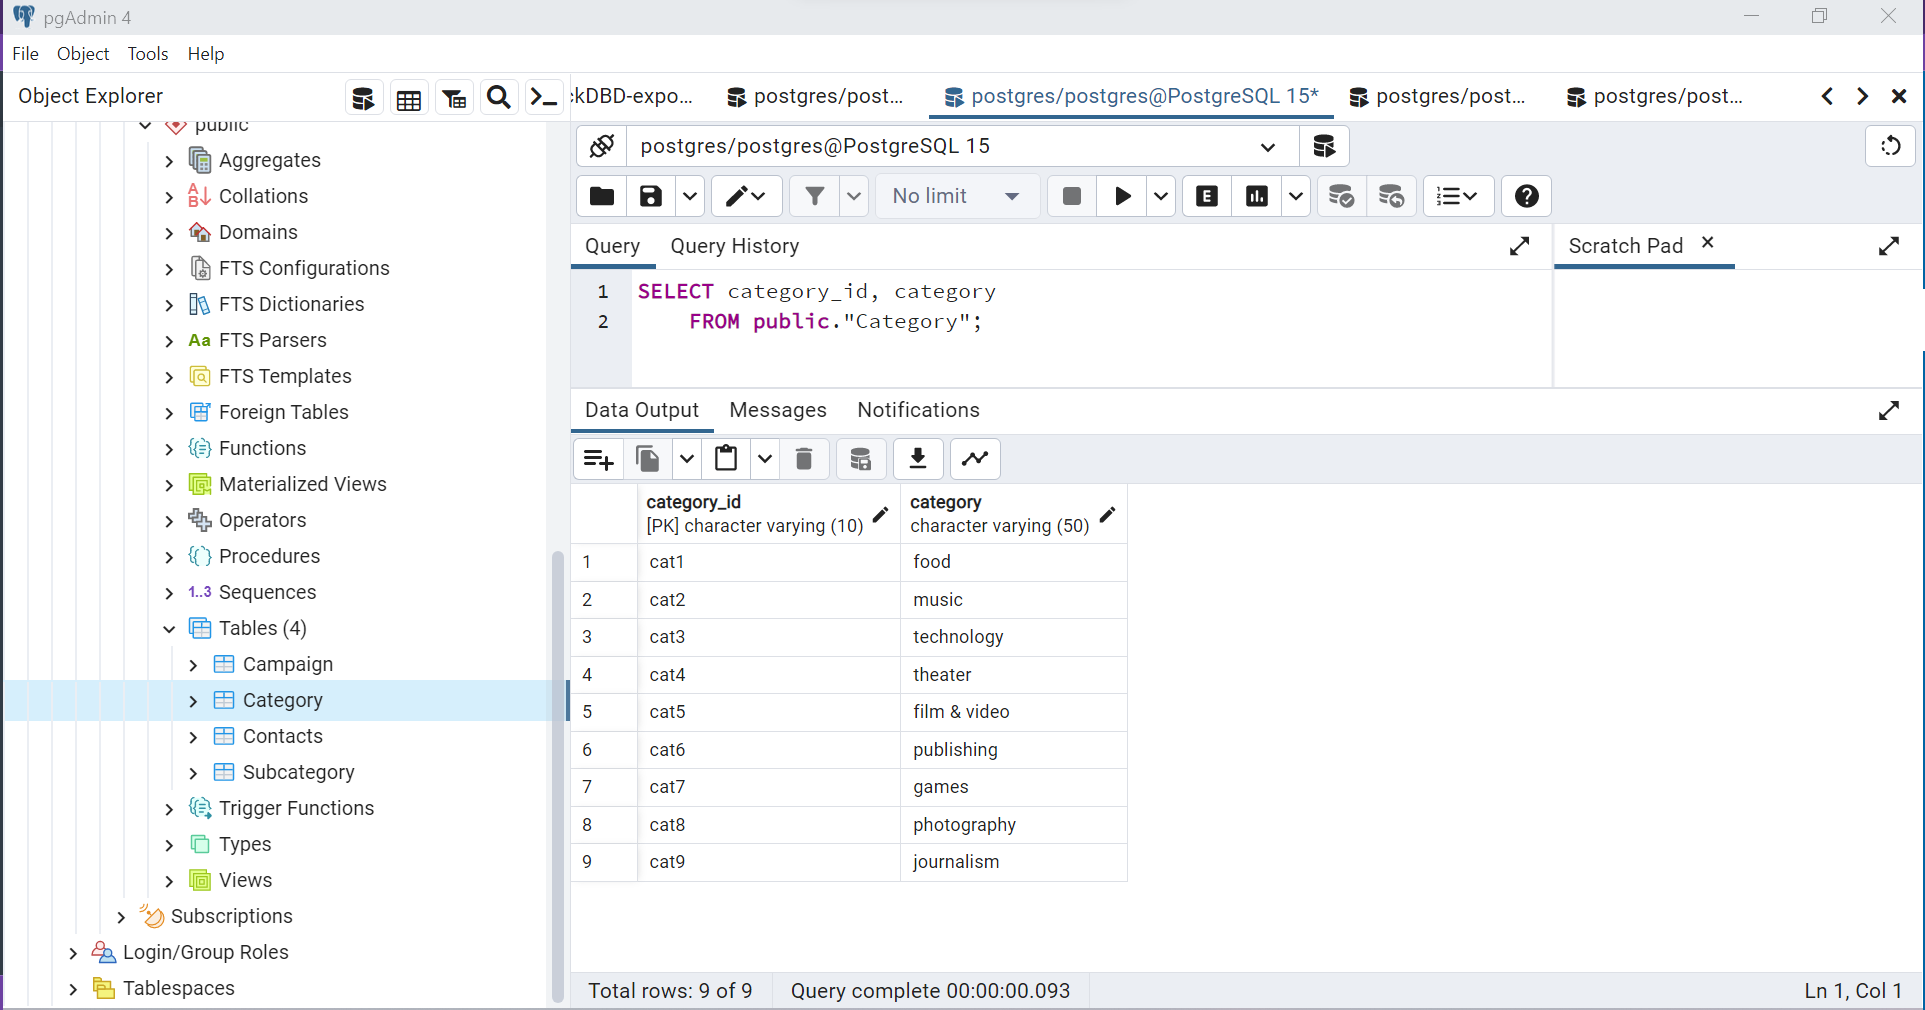 pgAdmin 4
File Object Tools Help
Object Explorer
kDBD-expo...
postgres/post...
postgres/postgres@PostgreSQL 15*
postgres/post...
postgres/post...
public
Aggregates
Collations
Domains
FTS Configurations
FTS Dictionaries
Aa FTS Parsers
FTS Templates
Foreign Tables
Functions
Materialized Views
Operators
Procedures
1..3 Sequences
Tables (4)
Campaign
Category
Contacts
Subcategory
Trigger Functions
Types
Views
Subscriptions
Login/Group Roles
Tablespaces
postgres/postgres@PostgreSQL 15
No limit
E
Query Query History
Scratch Pad
1 SELECT category_id, category
2 FROM public."Category";
Data Output Messages Notifications
category_id category
[PK] character varying (10) character varying (50)
1 cat1 food
2 cat2 music
3 cat3 technology
4 cat4 theater
5 cat5 film & video
6 cat6 publishing
7 cat7 games
8 cat8 photography
9 cat9 journalism
Total rows: 9 of 9 Query complete 00:00:00.093 Ln 1, Col 1